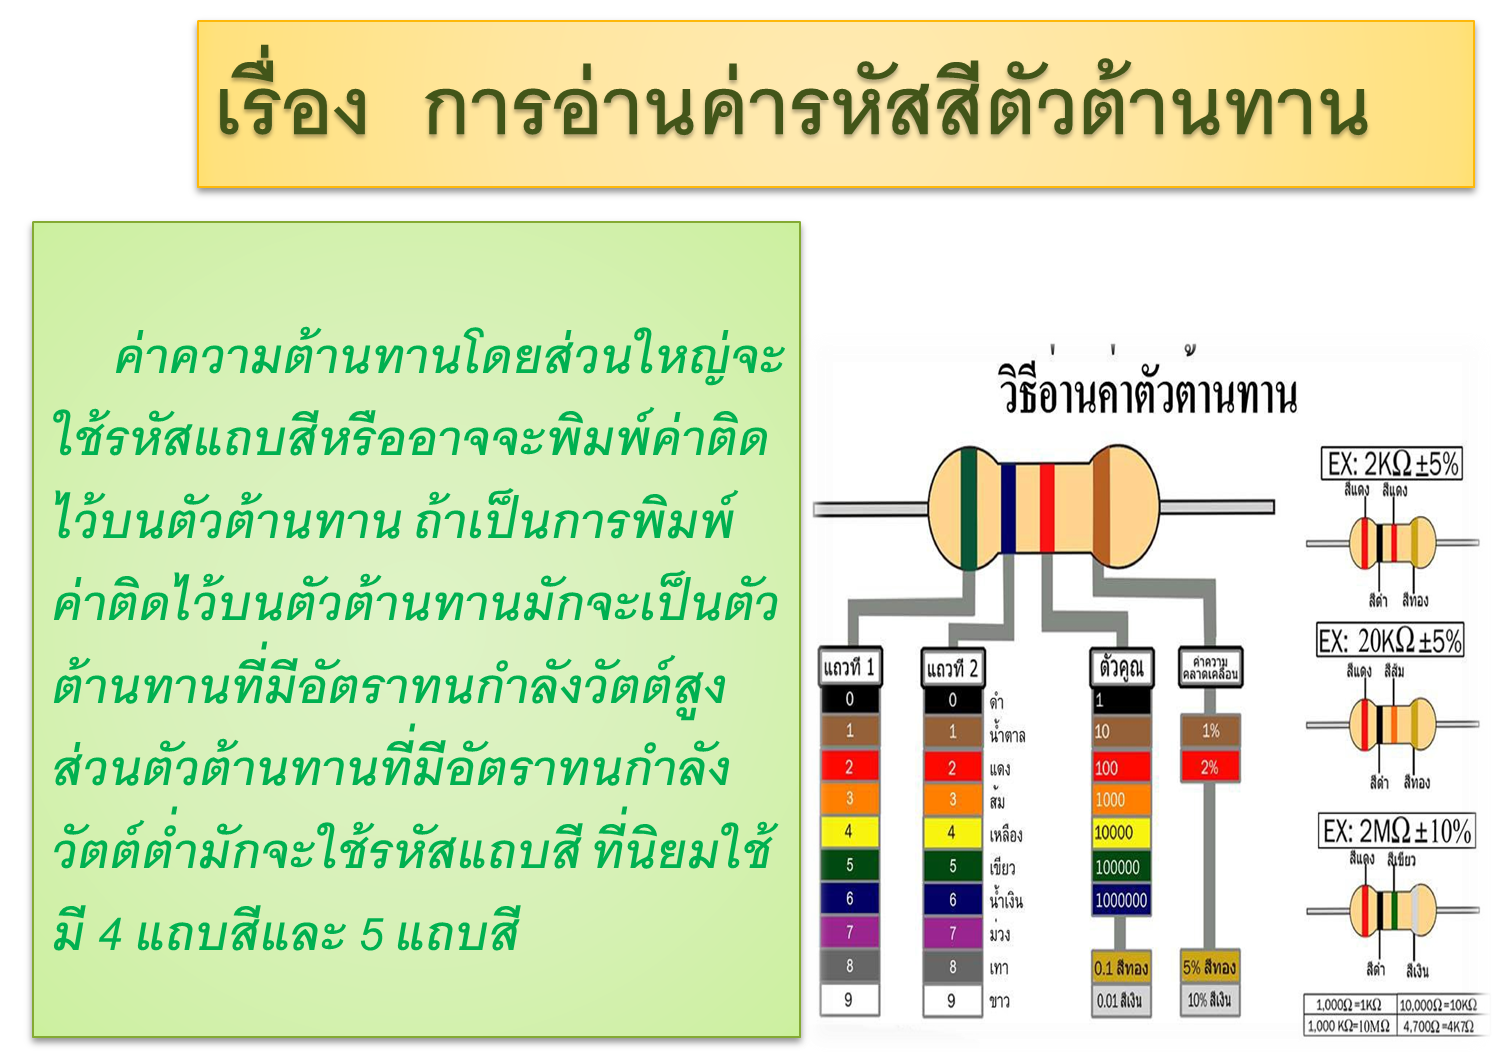 เรื่อง การอ่านค่ารหัสสีตัวต้านทาน
ค่าความต้านทานโดยส่วนใหญ่จะ
ใช้รหัสแถบสีหรืออาจจะพิมพ์ค่าติด
ไว้บนตัวต้านทาน ถ้าเป็นการพิมพ์
ค่าติดไว้บนตัวต้านทานมักจะเป็นตัว
ต้านทานที่มีอัตราทนกำลังวัตต์สูง
ส่วนตัวต้านทานที่มีอัตราทนกำลัง
วัตต์ต่ำมักจะใช้รหัสแถบสี ที่นิยมใช้
มี 4 แถบสีและ 5 แถบสี
วิธีอ่านค่าตัวต้านทาน
แถวที่ 1 แถวที่ 2 ตัวคูณ ค่าความ
คลาดเคลื่อน
0 0 ดำ 1
1 1 น้ำตาล 10 1%
2 2 แดง 100 2%
3 3 ส้ม 1000
4 4 เหลือง 10000
5 5 เขียว 100000
6 6 น้ำเงิน 1000000
7 7 ม่วง
8 8 เทา 0.1 สีทอง 5% สีทอง
9 9 ขาว 0.01 สีเงิน 10% สีเงิน
EX: 2KΩ ±5%
สีแดง สีแดง
สีดำ สีทอง
EX: 20KΩ ±5%
สีแดง สีส้ม
สีดำ สีทอง
EX: 2MΩ ±10%
สีแดง สีเขียว
สีดำ สีเงิน
1,000Ω=1KΩ 10,000Ω=10KΩ
1,000 KΩ=10MΩ 4,700Ω=4K7Ω